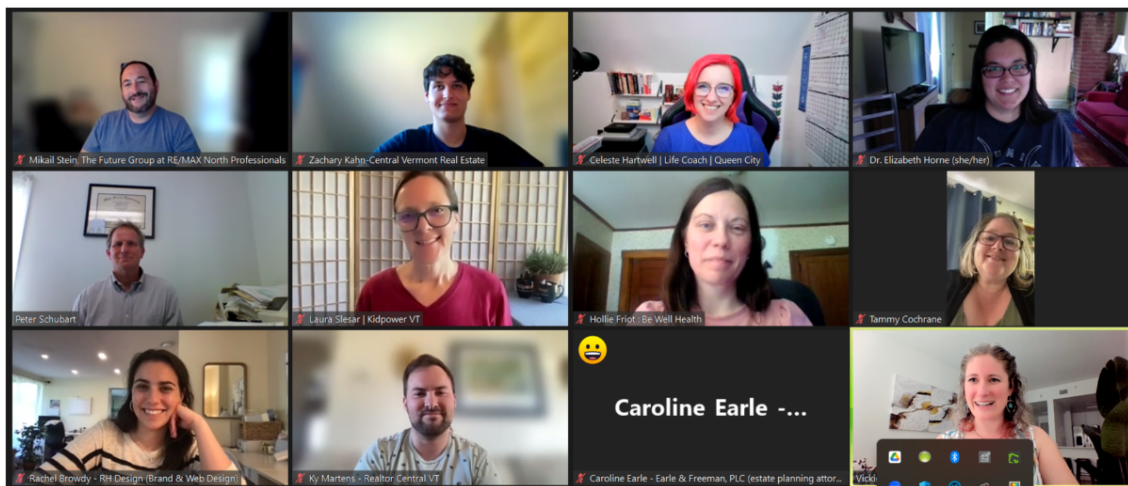 Mikail Stein, The Future Group at RE/MAX North Professionals
Zachary Kahn-Central Vermont Real Estate
Celeste Hartwell | Life Coach | Queen City
Dr. Elizabeth Horne (she/her)
Peter Schubart
Laura Slesar | Kidpower VT
Hollie Friot : Be Well Health
Tammy Cochrane
Rachel Browdy - RH Design (Brand & Web Design)
Ky Martens - Realtor Central VT
Caroline Earle -...
Caroline Earle - Earle & Freeman, PLC (estate planning attor...
Vicki